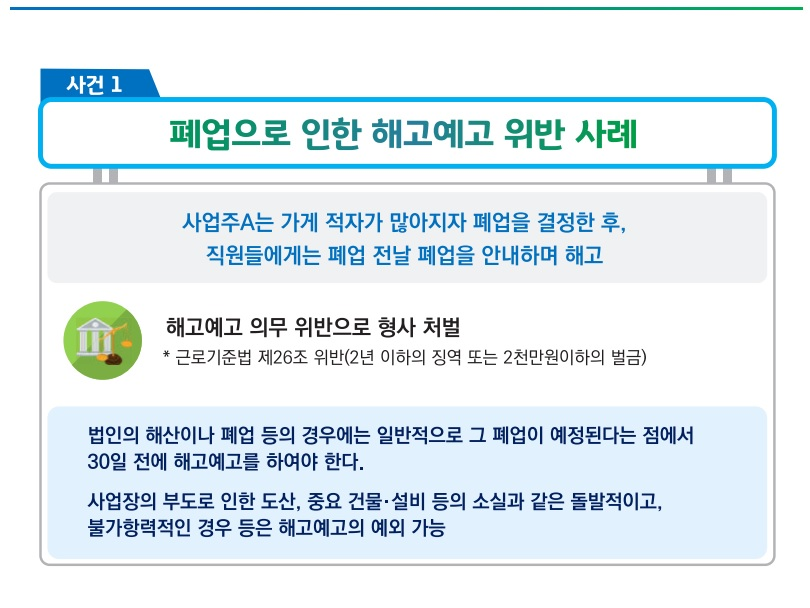 사건 1
폐업으로 인한 해고예고 위반 사례
사업주A는 가게 적자가 많아지자 폐업을 결정한 후,
직원들에게는 폐업 전날 폐업을 안내하며 해고
해고예고 의무 위반으로 형사 처벌
* 근로기준법 제26조 위반(2년 이하의 징역 또는 2천만원이하의 벌금)
법인의 해산이나 폐업 등의 경우에는 일반적으로 그 폐업이 예정된다는 점에서
30일 전에 해고예고를 하여야 한다.
사업장의 부도로 인한 도산, 중요 건물·설비 등의 소실과 같은 돌발적이고,
불가항력적인 경우 등은 해고예고의 예외 가능